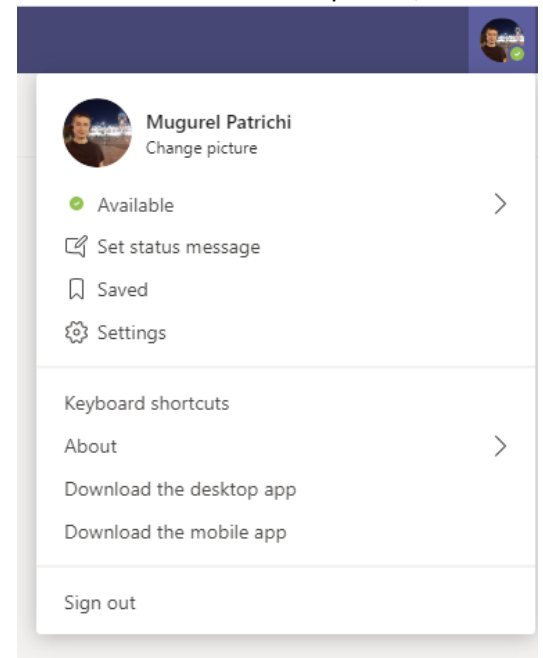 Mugurel Patrichi
Change picture
Available
Set status message
Saved
Settings
Keyboard shortcuts
About
Download the desktop app
Download the mobile app
Sign out